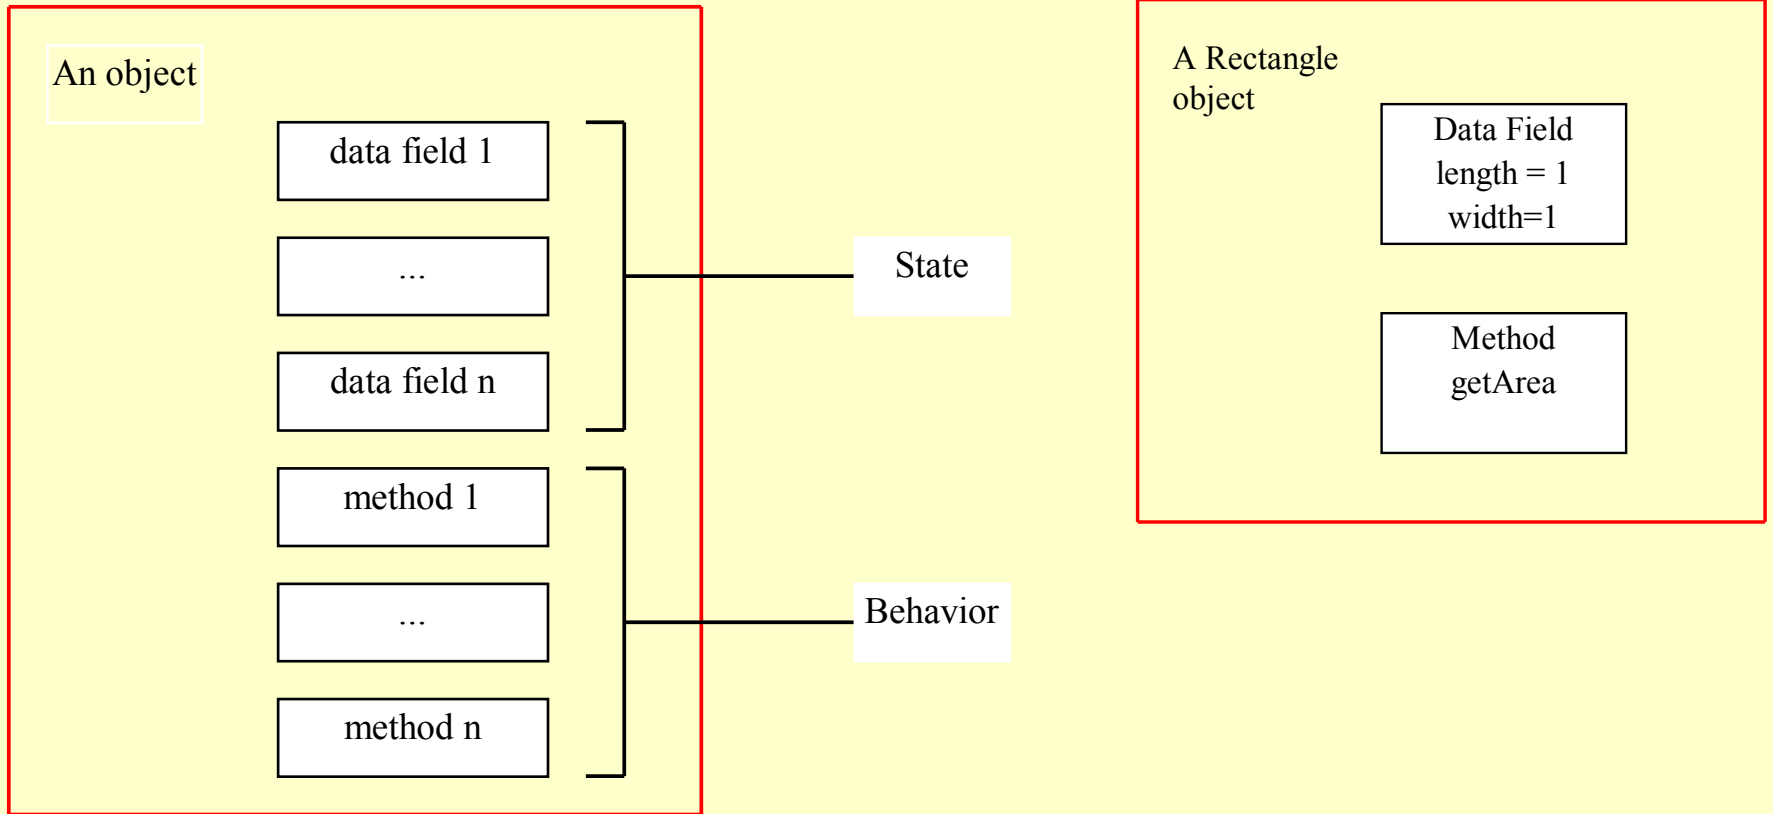 An object
data field 1
...
data field n
method 1
...
method n
State
Behavior
A Rectangle
object
Data Field
length = 1
width=1
Method
getArea